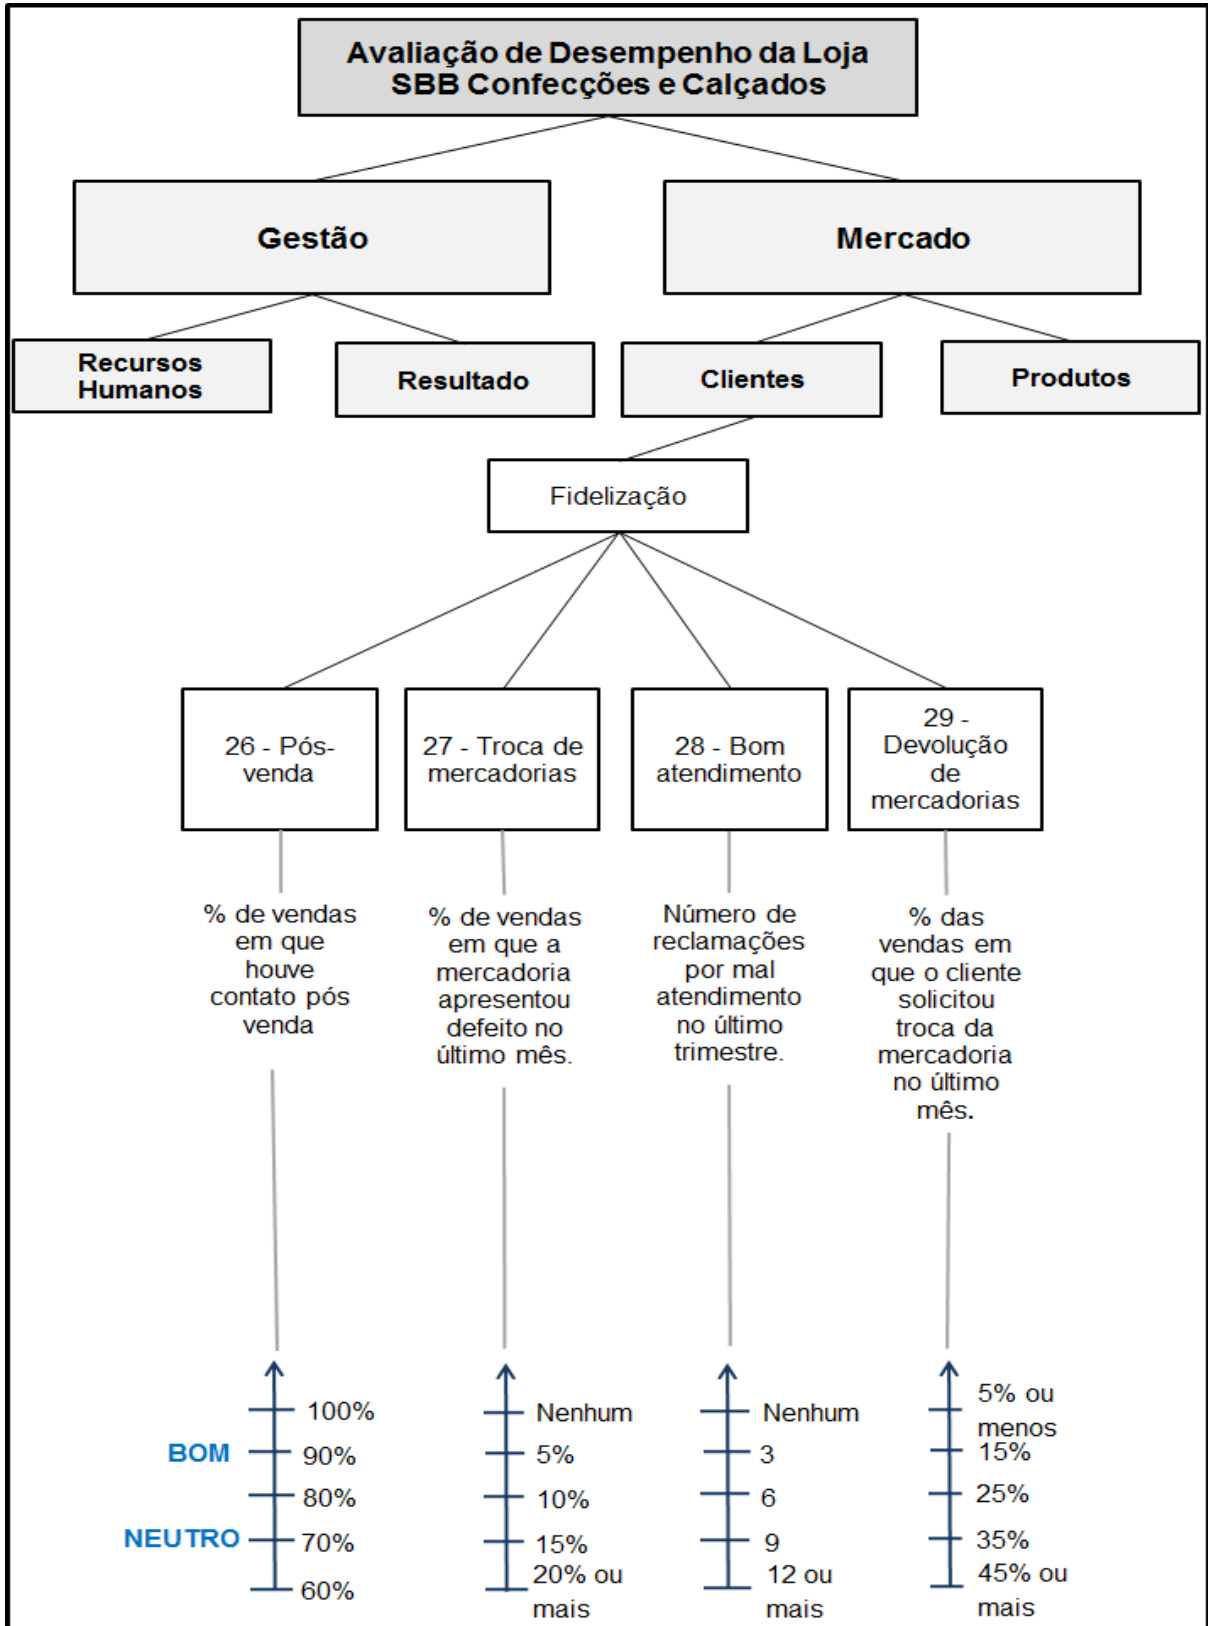 Avaliação de Desempenho da Loja
SBB Confecções e Calçados
Gestão
Mercado
Recursos
Humanos
Resultado
Clientes
Produtos
Fidelização
26 - Pós-
venda
27 - Troca de
mercadorias
28 - Bom
atendimento
29 -
Devolução
de
mercadorias
% de vendas
em que
houve
contato pós
venda
% de vendas
em que a
mercadoria
apresentou
defeito no
último mês.
Número de
reclamações
por mal
atendimento
no último
trimestre.
% das
vendas em
que o cliente
solicitou
troca da
mercadoria
no último
mês.
BOM
NEUTRO
100%
90%
80%
70%
60%
Nenhum
5%
10%
15%
20% ou
mais
Nenhum
3
6
9
12 ou
mais
5% ou
menos
15%
25%
35%
45% ou
mais